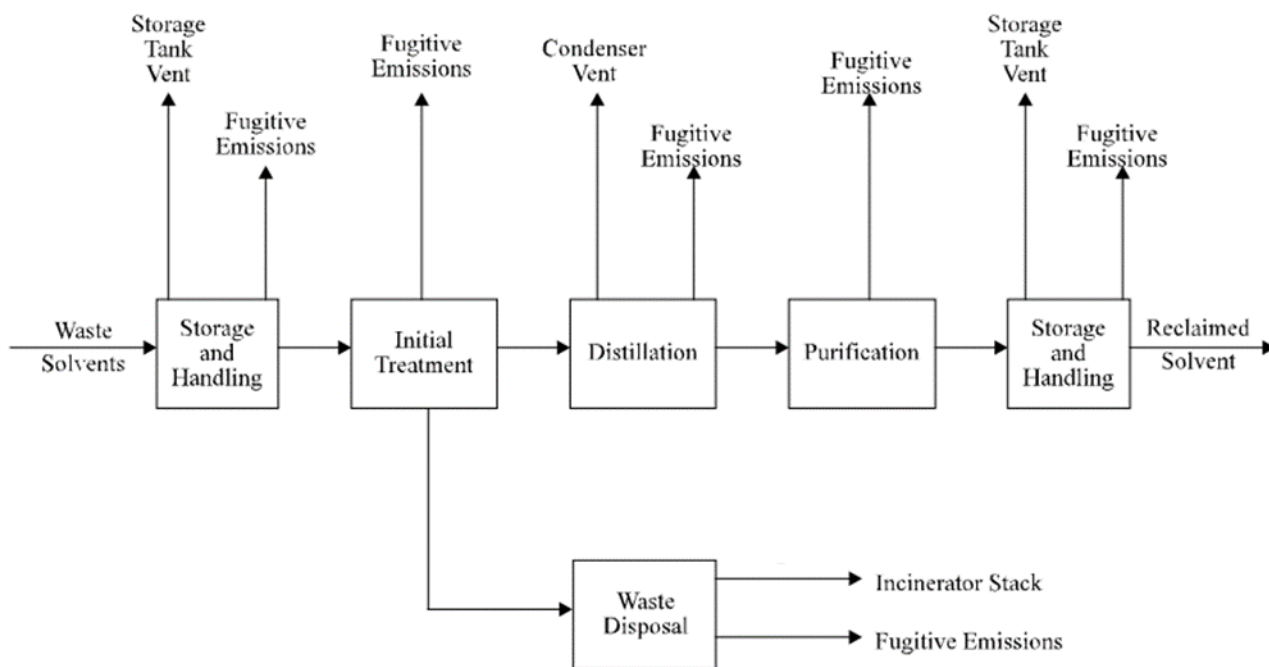 Storage
Tank
Vent
Fugitive
Emissions
Fugitive
Emissions
Condenser
Vent
Fugitive
Emissions
Fugitive
Emissions
Storage
Tank
Vent
Fugitive
Emissions
Waste
Solvents
Storage
and
Handling
Initial
Treatment
Distillation
Purification
Storage
and
Handling
Reclaimed
Solvent
Waste
Disposal
Incinerator Stack
Fugitive Emissions